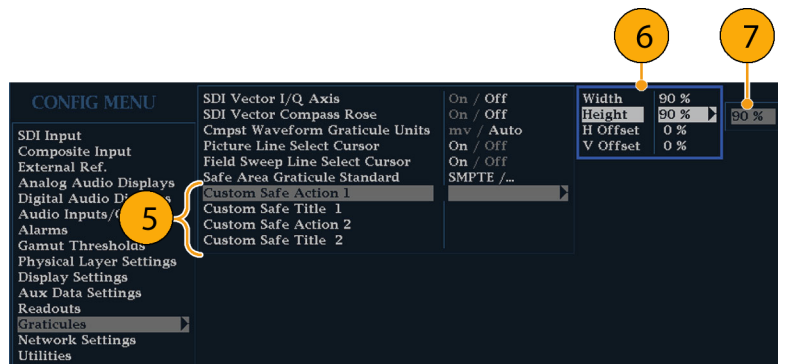 6 7
CONFIG MENU
SDI Input
Composite Input
External Ref.
Analog Audio Displays
Digital Audio
Audio Inputs/
Alarms
Gamut Thresholds
Physical Layer Settings
Display Settings
Aux Data Settings
Readouts
Graticules
Network Settings
Utilities
5
SDI Vector I/Q Axis On / Off
SDI Vector Compass Rose On / Off
Cmpst Waveform Graticule Units mv / Auto
Picture Line Select Cursor On / Off
Field Sweep Line Select Cursor On / Off
Safe Area Graticule Standard SMPTE /...
Custom Safe Action 1
Custom Safe Title 1
Custom Safe Action 2
Custom Safe Title 2
Width 90 %
Height 90 %
H Offset 0 %
V Offset 0 %
90 %